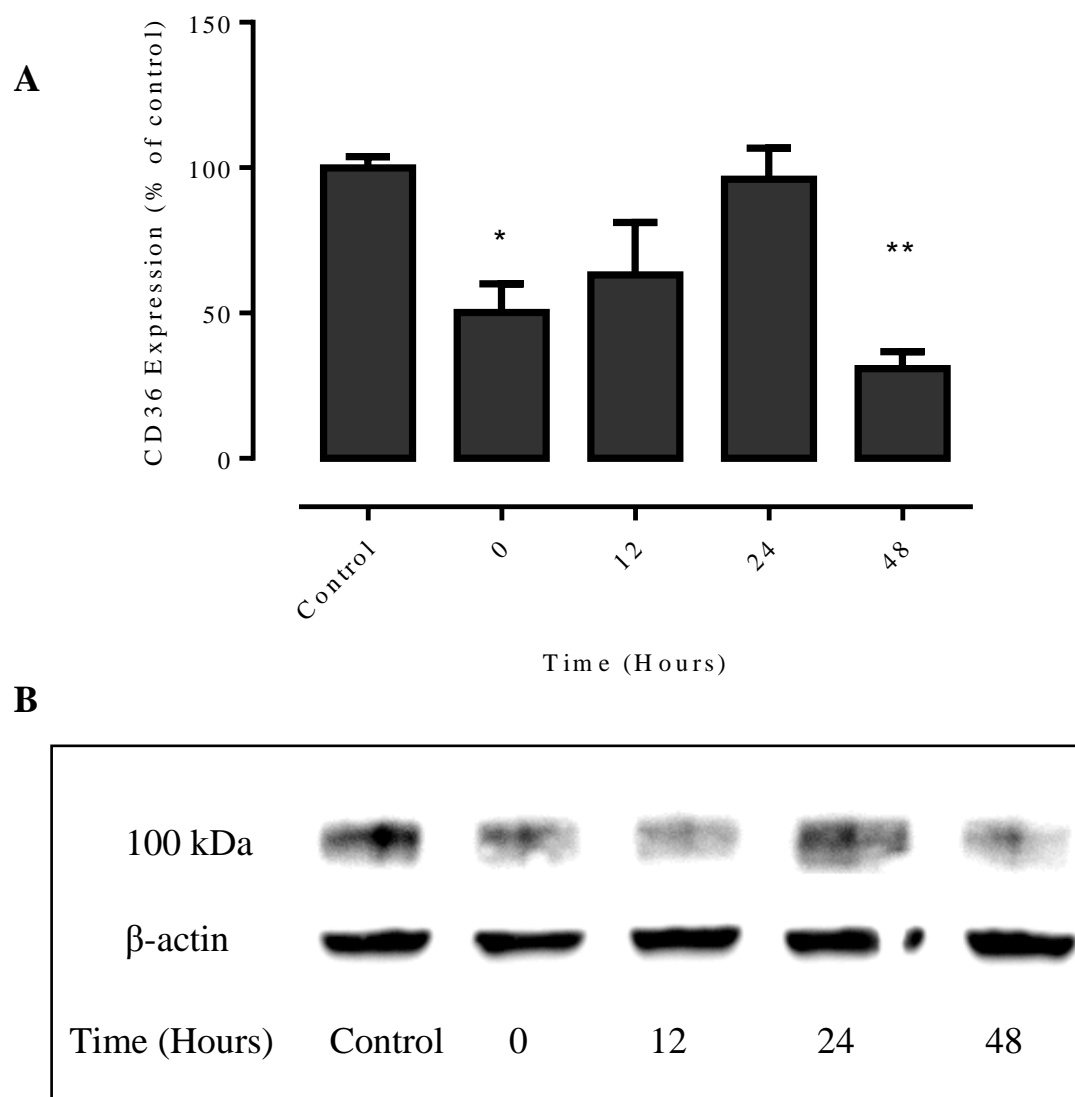 A
CD36 Expression (% of control)
150
100
50
0
*
**
Control
0
12
24
48
Time (Hours)
B
100 kDa
β-actin
Time (Hours) Control 0 12 24 48